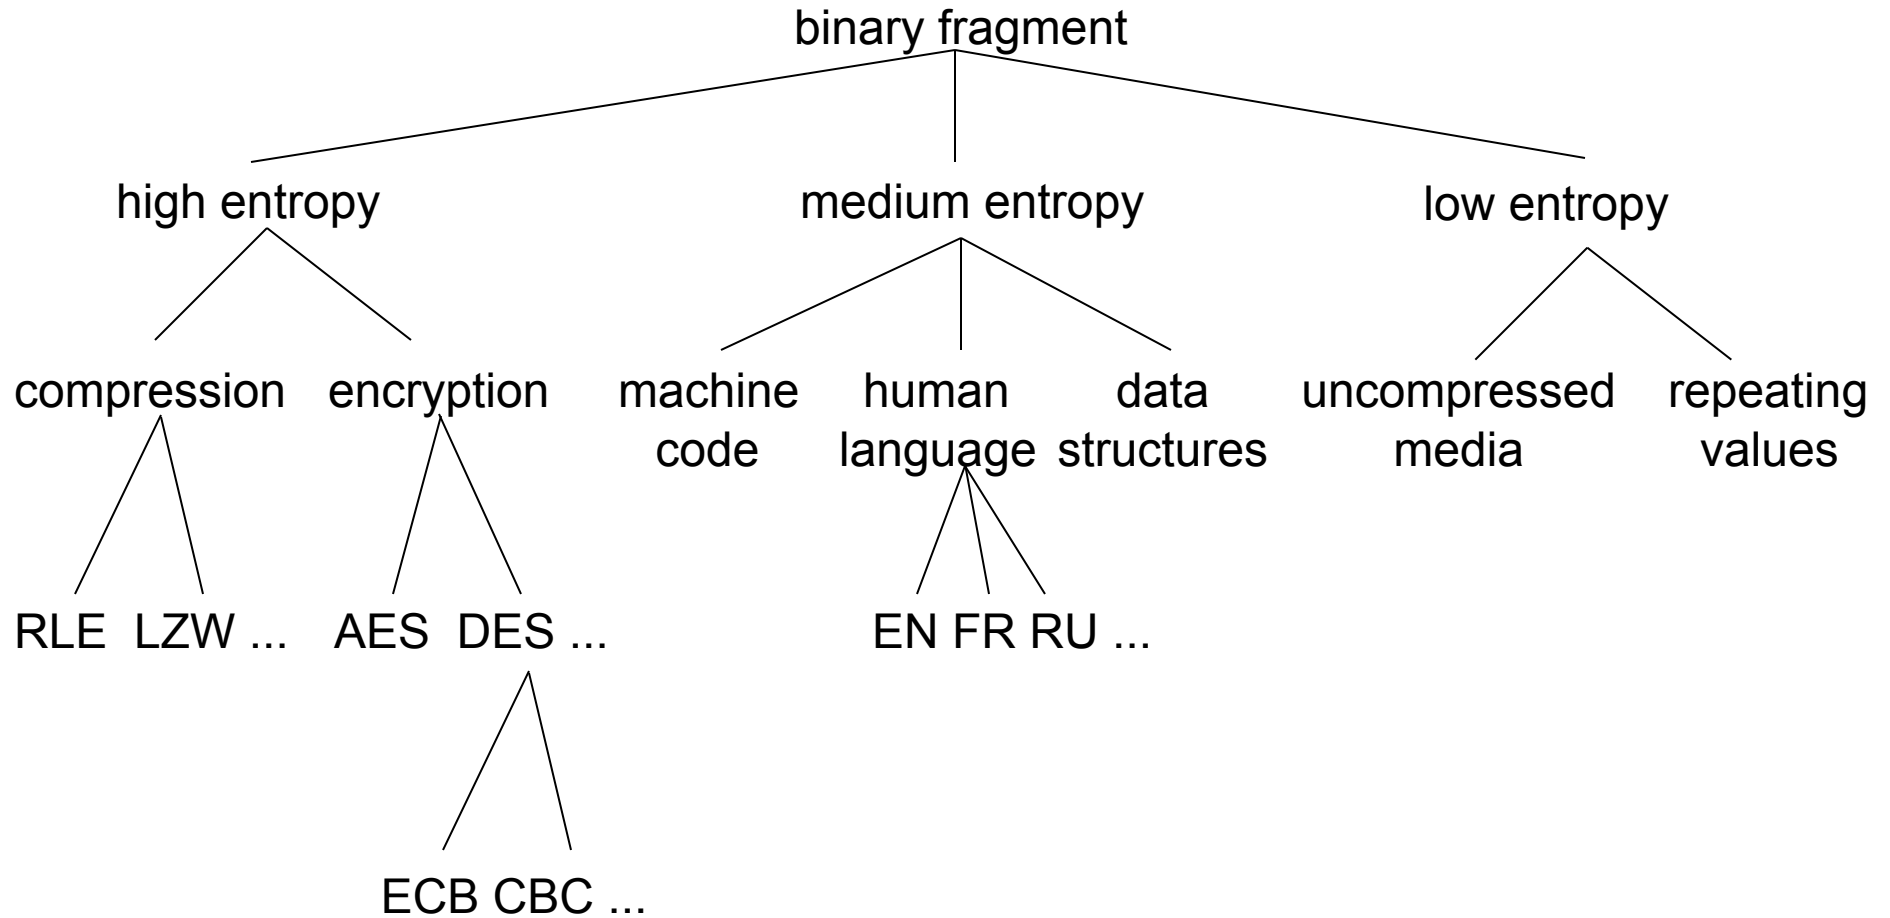 binary fragment
high entropy
medium entropy
low entropy
compression
encryption
machine
code
human
language
data
structures
uncompressed
media
repeating
values
RLE LZW ...
AES DES ...
EN FR RU ...
ECB CBC ...